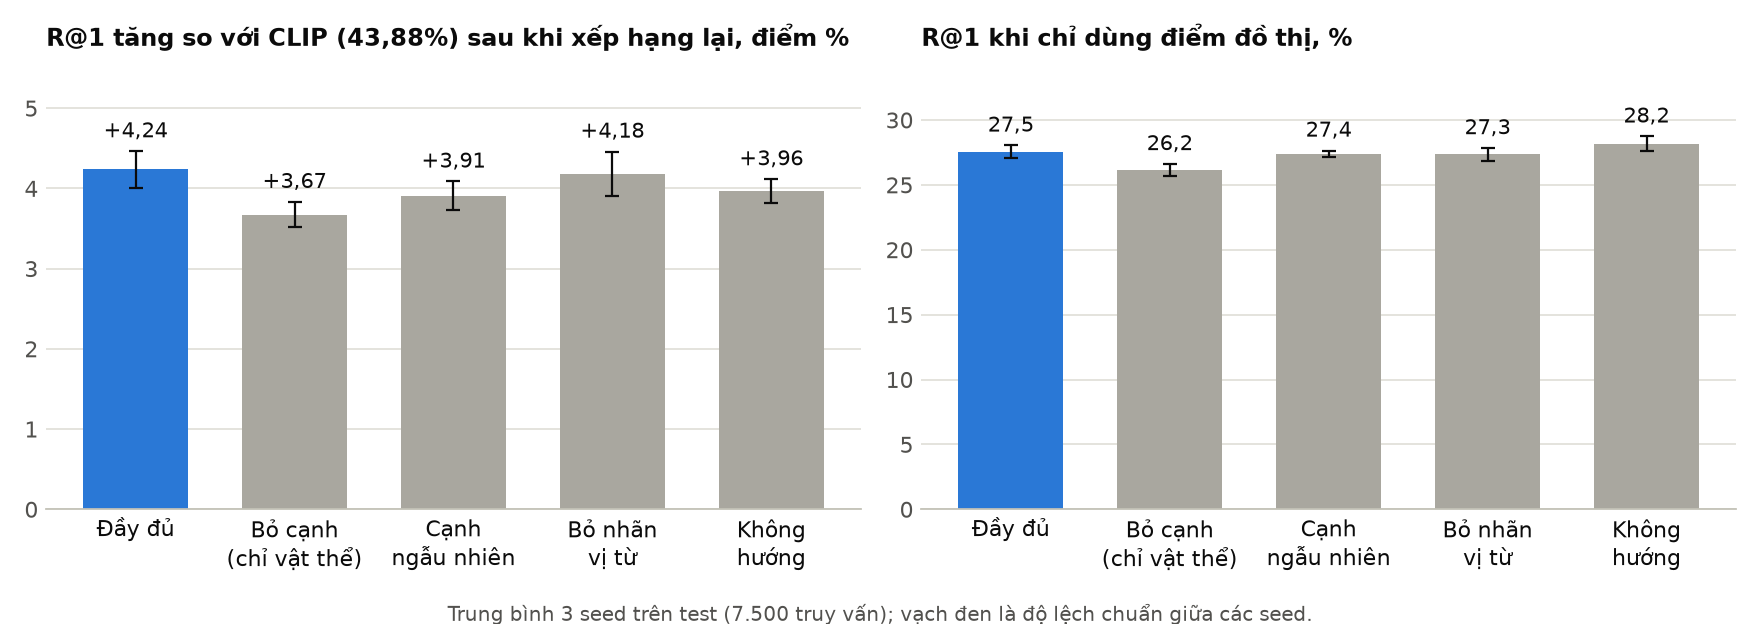 R@1 tăng so với CLIP (43,88%) sau khi xếp hạng lại, điểm %
5
4
3
2
1
0
+4,24
+3,67
+3,91
+4,18
+3,96
Đầy đủ
Bỏ cạnh
(chỉ vật thể)
Cạnh
ngẫu nhiên
Bỏ nhãn
vị từ
Không
hướng
R@1 khi chỉ dùng điểm đồ thị, %
30
25
20
15
10
5
0
27,5
26,2
27,4
27,3
28,2
Đầy đủ
Bỏ cạnh
(chỉ vật thể)
Cạnh
ngẫu nhiên
Bỏ nhãn
vị từ
Không
hướng
Trung bình 3 seed trên test (7.500 truy vấn); vạch đen là độ lệch chuẩn giữa các seed.